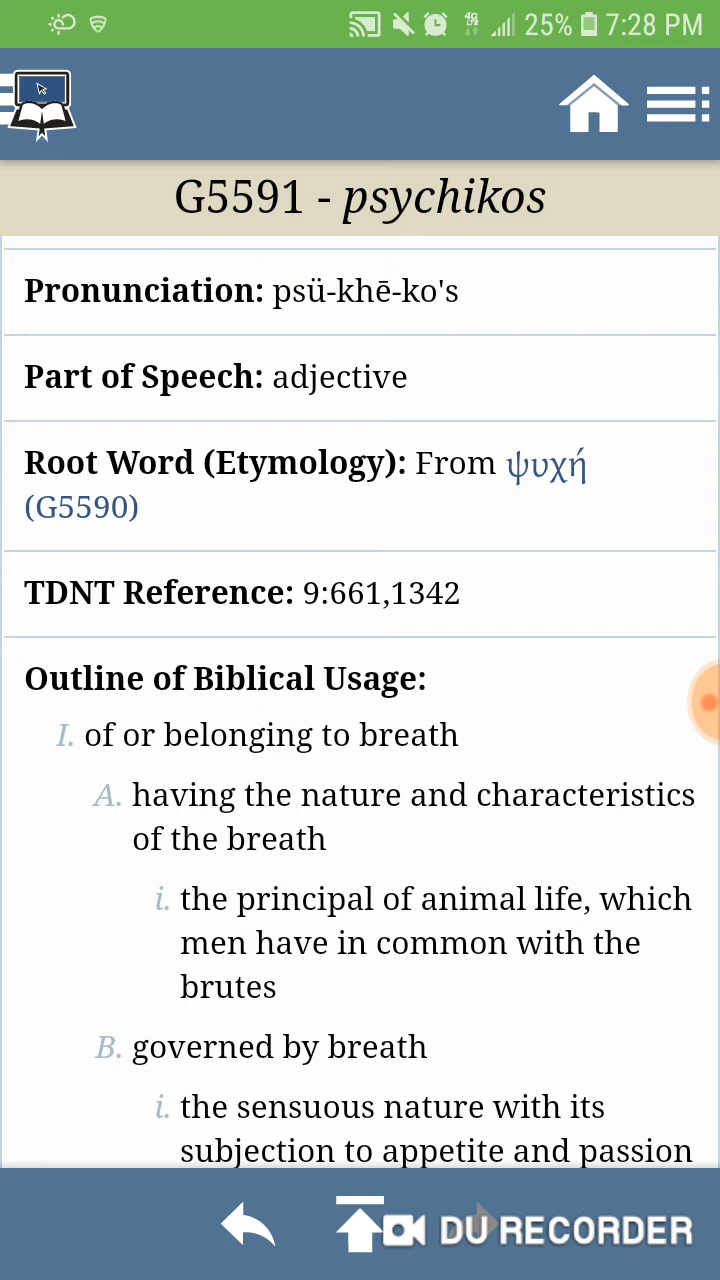 25% 7:28 PM
G5591 - psychikos
Pronunciation: psü-khē-ko's
Part of Speech: adjective
Root Word (Etymology): From ψυχή
(G5590)
TDNT Reference: 9:661,1342
Outline of Biblical Usage:
I. of or belonging to breath
A. having the nature and characteristics
of the breath
i. the principal of animal life, which
men have in common with the
brutes
B. governed by breath
i. the sensuous nature with its
subjection to appetite and passion
DU RECORDER